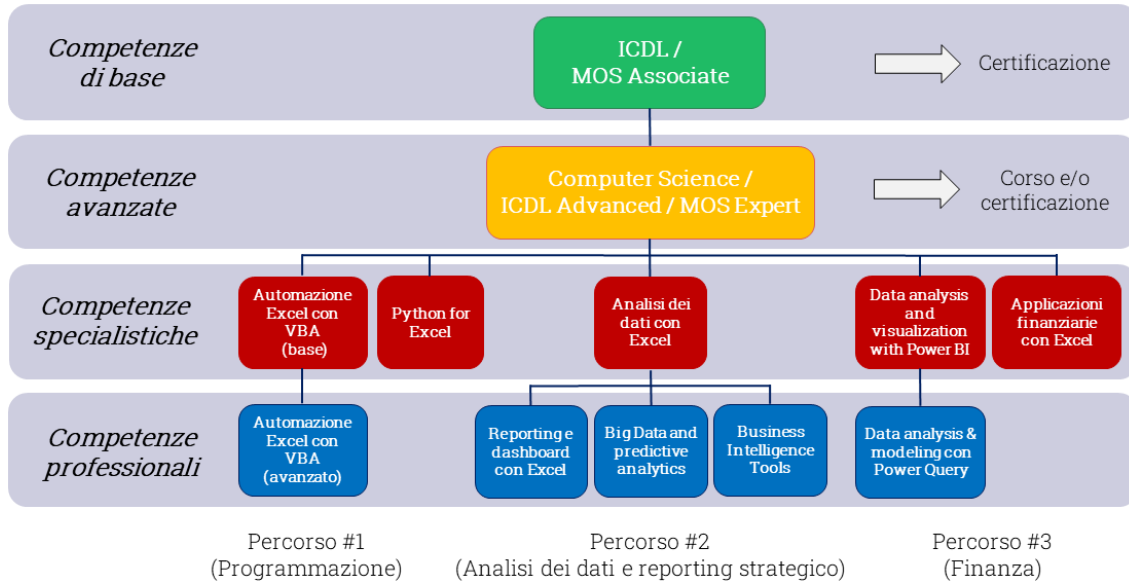 Competenze
di base
ICDL /
MOS Associate
Certificazione
Competenze
avanzate
Computer Science /
ICDL Advanced / MOS Expert
Corso e/o
certificazione
Competenze
specialistiche
Automazione
Excel con
VBA
(base)
Python for
Excel
Analisi dei
dati con
Excel
Data analysis
and
visualization
with Power BI
Applicazioni
finanziarie
con Excel
Competenze
professionali
Automazione
Excel con
VBA
(avanzato)
Reporting e
dashboard
con Excel
Big Data and
predictive
analytics
Business
Intelligence
Tools
Data analysis &
modeling con
Power Query
Percorso #1
(Programmazione)
Percorso #2
(Analisi dei dati e reporting strategico)
Percorso #3
(Finanza)